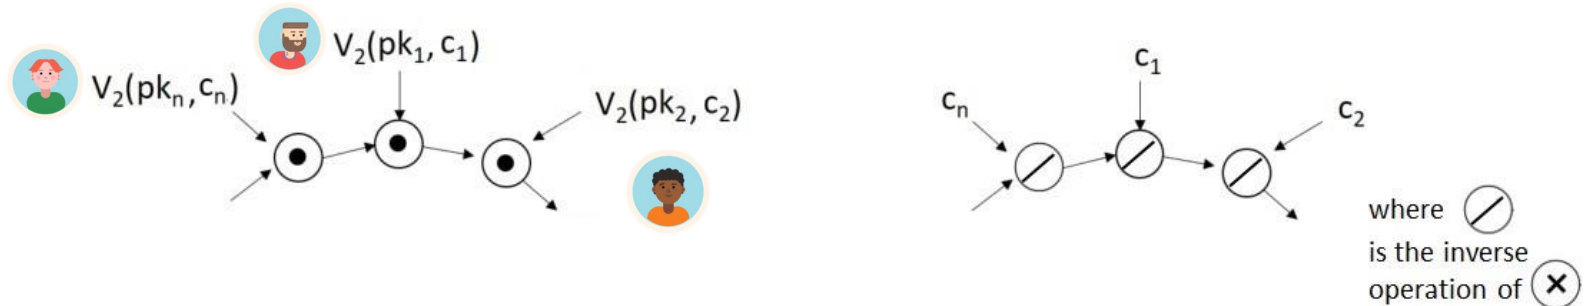 V₂(pkₙ,cₙ)
V₂(pk₁,c₁)
V₂(pk₂,c₂)
cₙ
c₁
c₂
where
is the inverse
operation of